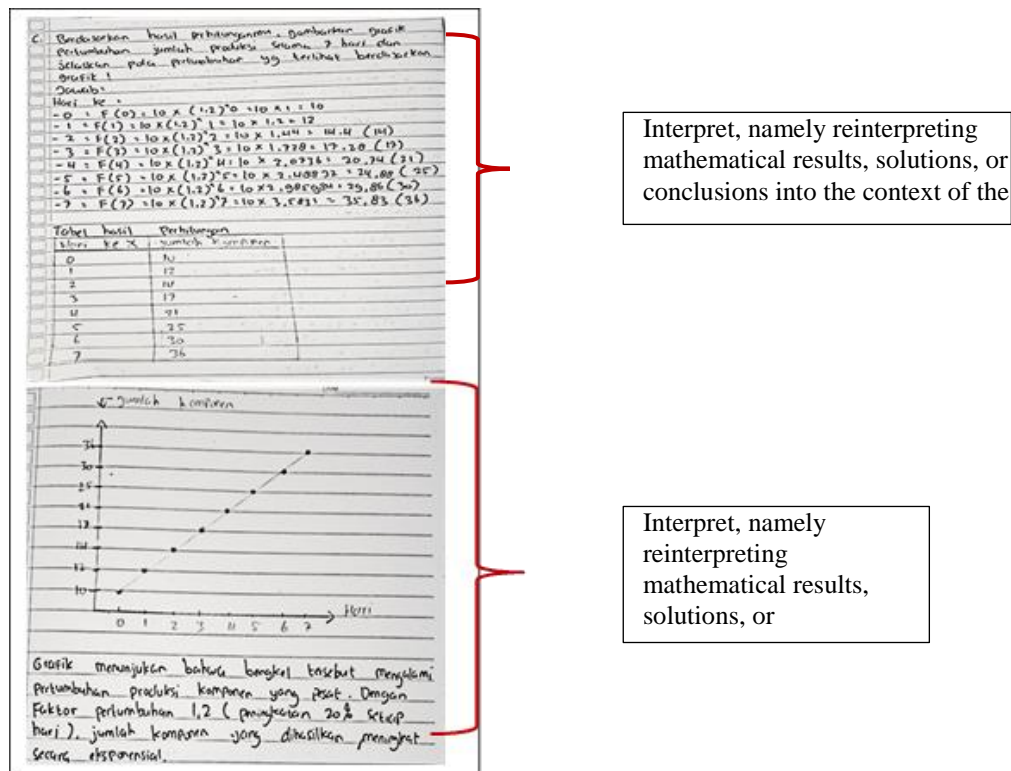 C. Berdasarkan hasil perhitunganmu, gambarkan grafik
pertumbuhan jumlah produksi selama 7 hari dan
jelaskan pola pertumbuhan yg terlihat berdasarkan
grafik !
Jawab:
Hari ke :
- 0 = F(0) = 10 x (1,2)^0 = 10 x 1 = 10
- 1 = F(1) = 10 x (1,2)^1 = 10 x 1,2 = 12
- 2 = F(2) = 10 x (1,2)^2 = 10 x 1,44 = 14,4 (14)
- 3 = F(3) = 10 x (1,2)^3 = 10 x 1,728 = 17,28 (17)
- 4 = F(4) = 10 x (1,2)^4 = 10 x 2,0736 = 20,74 (21)
- 5 = F(5) = 10 x (1,2)^5 = 10 x 2,48832 = 24,88 (25)
- 6 = F(6) = 10 x (1,2)^6 = 10 x 2,985984 = 29,86 (30)
- 7 = F(7) = 10 x (1,2)^7 = 10 x 3,5831 = 35,83 (36)
Tabel hasil Perhitungan
Hari ke x Jumlah Komponen
0 10
1 12
2 14
3 17
4 21
5 25
6 30
7 36
Jumlah komponen
30
25
21
17
14
12
10
Hari
0 1 2 3 4 5 6 7
Grafik menunjukan bahwa bengkel tersebut mengalami
pertumbuhan produksi komponen yang pesat. Dengan
Faktor pertumbuhan 1,2 (peningkatan 20% setiap
hari), jumlah komponen yang dihasilkan meningkat
secara eksponensial.
Interpret, namely reinterpreting
mathematical results, solutions, or
conclusions into the context of the
Interpret, namely
reinterpreting
mathematical results,
solutions, or